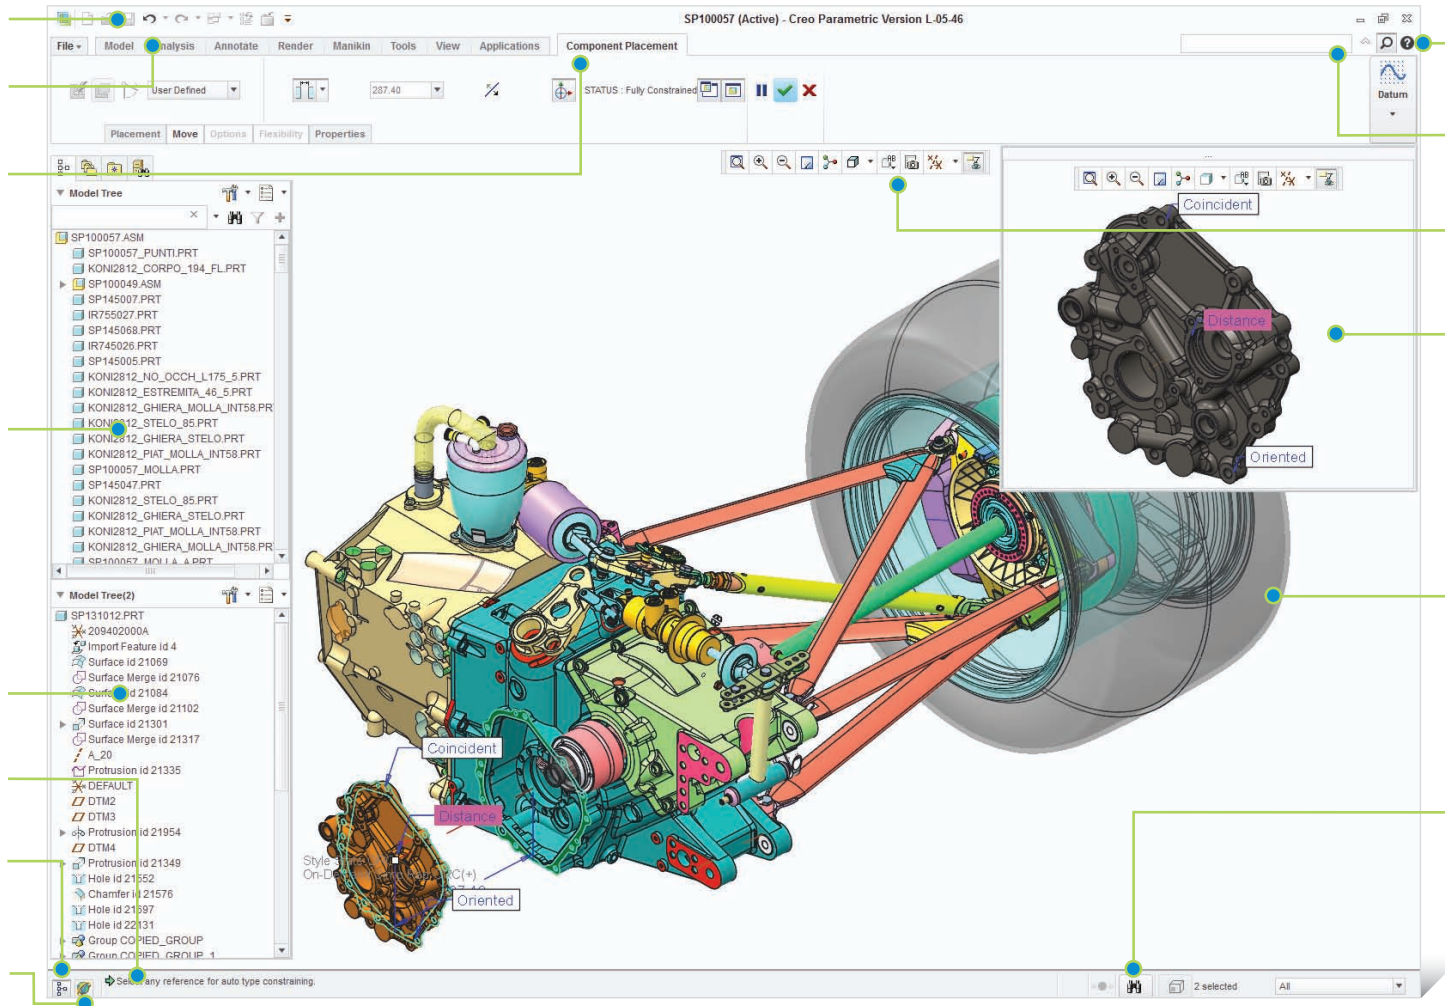 SP100057 (Active) - Creo Parametric Version L-05-46
File Model Analysis Annotate Render Manikin Tools View Applications Component Placement
User Defined 287.40 STATUS : Fully Constrained
Datum
Placement Move Options Flexibility Properties
Model Tree
SP100057.ASM
SP100057_PUNTI.PRT
KONI2812_CORPO_194_FL.PRT
SP100049.ASM
SP145007.PRT
IR755027.PRT
SP145068.PRT
IR745026.PRT
SP145005.PRT
KONI2812_NO_OCCH_L175_5.PRT
KONI2812_ESTREMITA_46_5.PRT
KONI2812_GHIERA_MOLLA_INT58.PR
KONI2812_STELO_85.PRT
KONI2812_GHIERA_STELO.PRT
KONI2812_PIAT_MOLLA_INT58.PRT
SP100057_MOLLA.PRT
SP145047.PRT
KONI2812_STELO_85.PRT
KONI2812_GHIERA_STELO.PRT
KONI2812_PIAT_MOLLA_INT58.PRT
KONI2812_GHIERA_MOLLA_INT58.PR
SP100057_MOLLA_A.PRT
Model Tree(2)
SP131012.PRT
209402000A
Import Feature id 4
Surface id 21069
Surface Merge id 21076
Surface id 21084
Surface Merge id 21102
Surface id 21301
Surface Merge id 21317
A_20
Protrusion id 21335
DEFAULT
DTM2
DTM3
Protrusion id 21954
DTM4
Protrusion id 21349
Hole id 21552
Chamfer id 21576
Hole id 21697
Hole id 22131
Group COPIED_GROUP
Group COPIED_GROUP_1
Coincident
Distance
Oriented
Coincident
Distance
Style
Oriented
Select any reference for auto type constraining.
2 selected
All